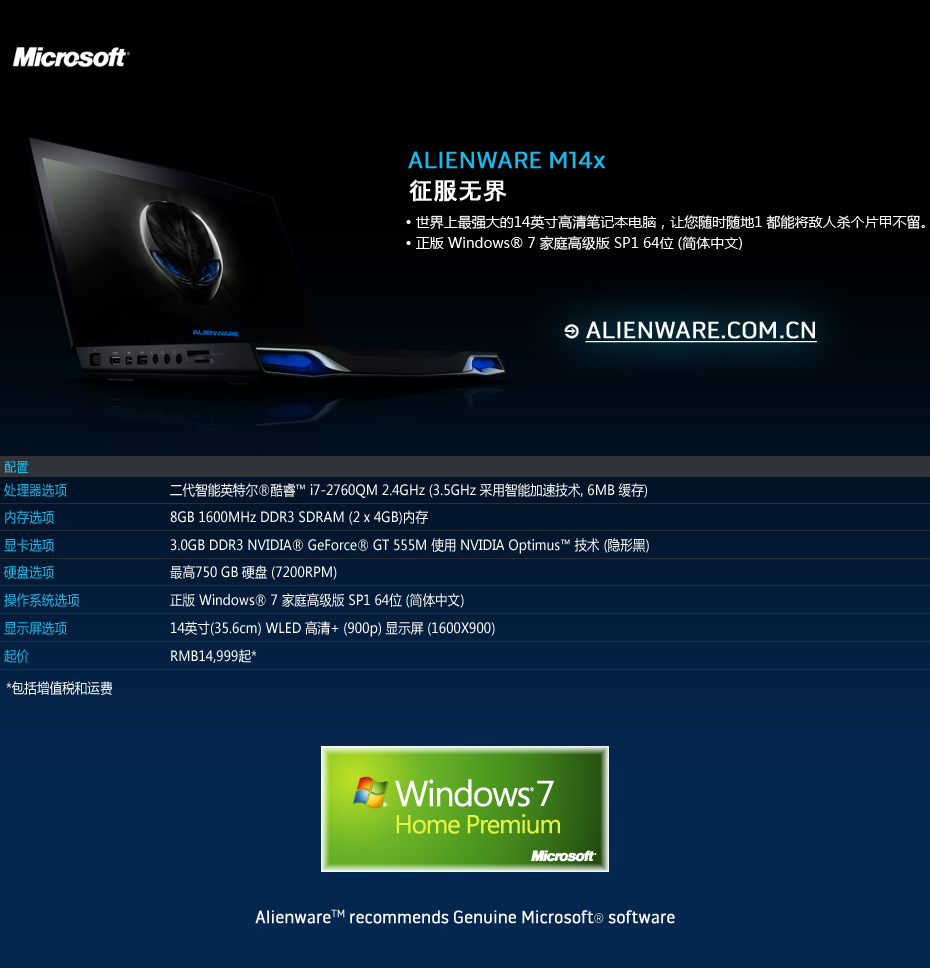 Microsoft®
ALIENWARE M14x
征服无界
• 世界上最强大的14英寸高清笔记本电脑，让您随时随地1 都能将敌人杀个片甲不留。
• 正版 Windows® 7 家庭高级版 SP1 64位 (简体中文)
ALIENWARE
ALIENWARE.COM.CN
配置
处理器选项 二代智能英特尔®酷睿™ i7-2760QM 2.4GHz (3.5GHz 采用智能加速技术, 6MB 缓存)
内存选项 8GB 1600MHz DDR3 SDRAM (2 x 4GB)内存
显卡选项 3.0GB DDR3 NVIDIA® GeForce® GT 555M 使用 NVIDIA Optimus™ 技术 (隐形黑)
硬盘选项 最高750 GB 硬盘 (7200RPM)
操作系统选项 正版 Windows® 7 家庭高级版 SP1 64位 (简体中文)
显示屏选项 14英寸(35.6cm) WLED 高清+ (900p) 显示屏 (1600X900)
起价 RMB14,999起*
*包括增值税和运费
Windows® 7
Home Premium
Microsoft®
Alienware™ recommends Genuine Microsoft® software